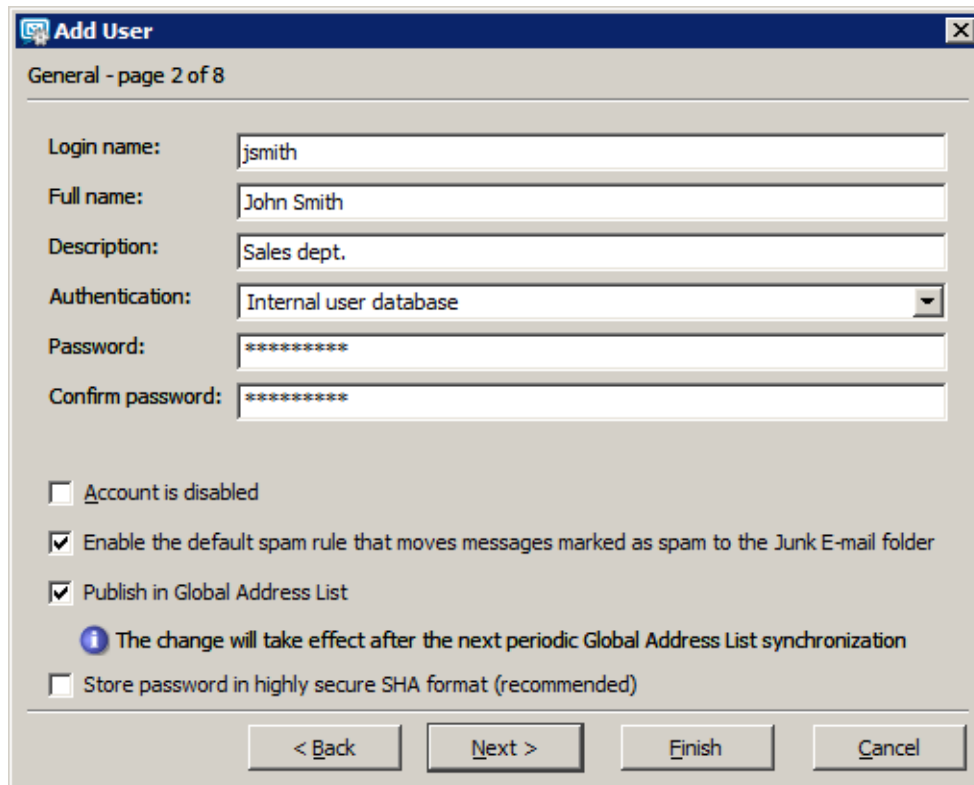 Add User
General - page 2 of 8
Login name: jsmith
Full name: John Smith
Description: Sales dept.
Authentication: Internal user database
Password: *********
Confirm password: *********
Account is disabled
Enable the default spam rule that moves messages marked as spam to the Junk E-mail folder
Publish in Global Address List
The change will take effect after the next periodic Global Address List synchronization
Store password in highly secure SHA format (recommended)
< Back Next > Finish Cancel